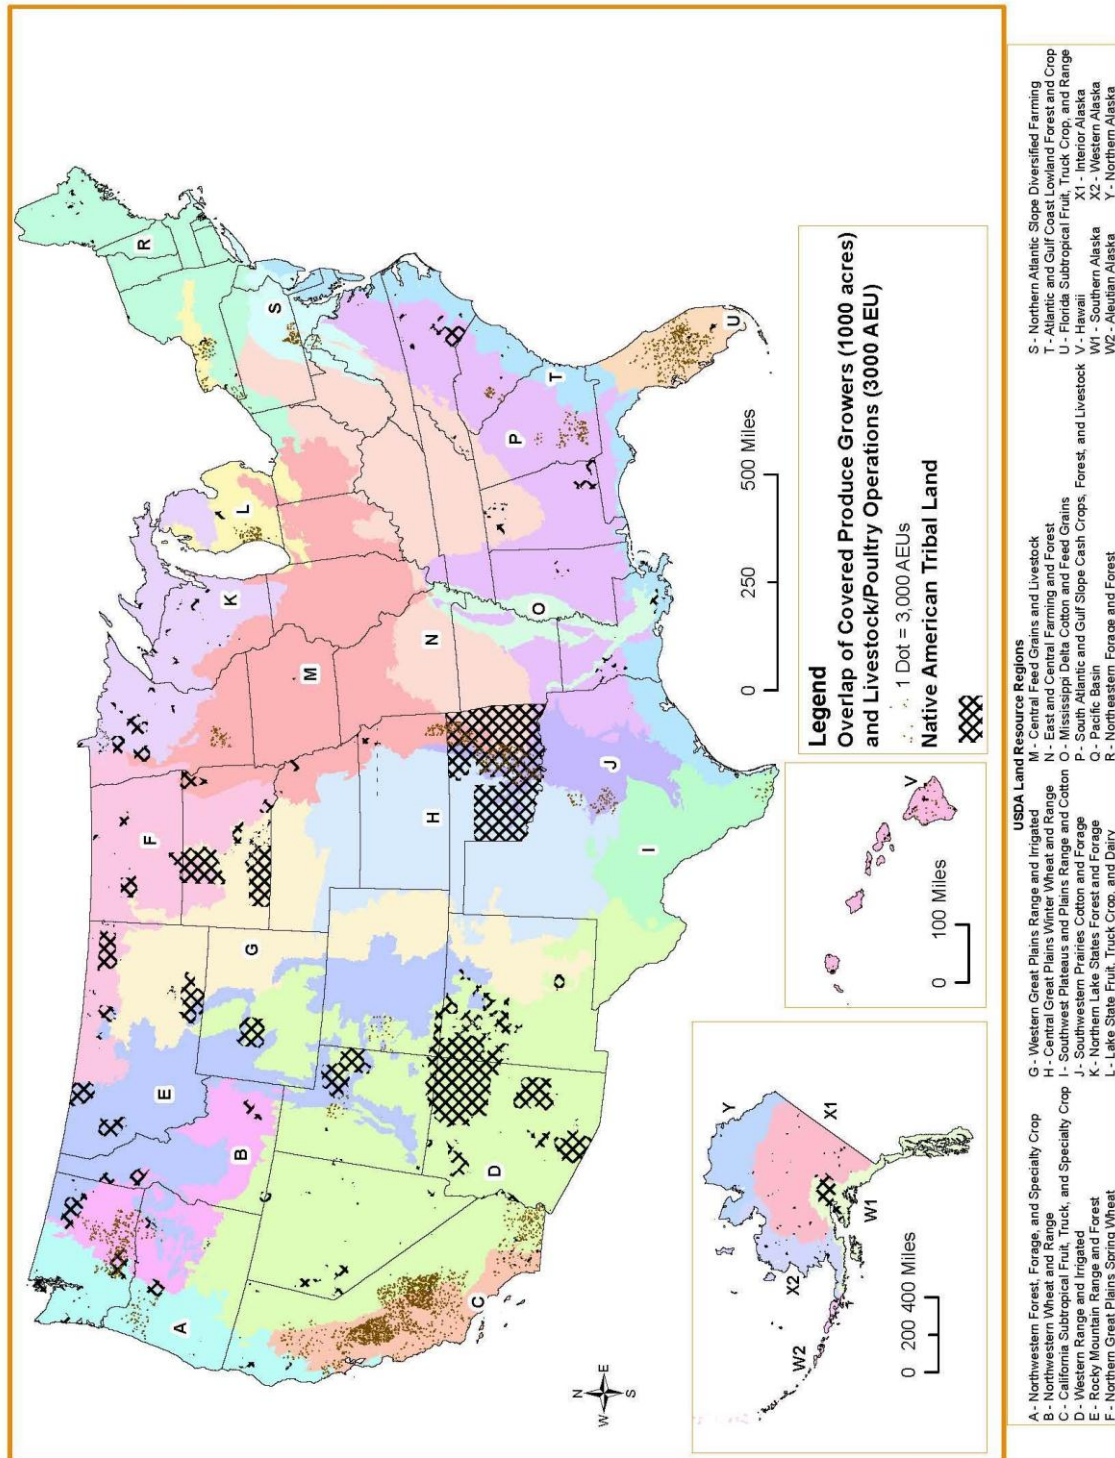 R
S
L
K
M
F
N
O
P
T
U
H
J
I
G
E
B
A
D
C
N
W E
S
Legend
Overlap of Covered Produce Growers (1000 acres)
and Livestock/Poultry Operations (3000 AEU)
1 Dot = 3,000 AEUs
Native American Tribal Land
0 250 500 Miles
V
0 100 Miles
Y
X1
X2
W1
W2
0 200 400 Miles
USDA Land Resource Regions
A - Northwestern Forest, Forage, and Specialty Crop
B - Northwestern Wheat and Range
C - California Subtropical Fruit, Truck, and Specialty Crop
D - Western Range and Irrigated
E - Rocky Mountain Range and Forest
F - Northern Great Plains Spring Wheat
G - Western Great Plains Range and Irrigated
H - Central Great Plains Winter Wheat and Range
I - Southwest Plateaus and Plains Range and Cotton
J - Southwestern Prairies Cotton and Forage
K - Northern Lake States Forest and Forage
L - Lake State Fruit, Truck Crop, and Dairy
M - Central Feed Grains and Livestock
N - East and Central Farming and Forest
O - Mississippi Delta Cotton and Feed Grains
P - South Atlantic and Gulf Slope Cash Crops, Forest, and Livestock
Q - Pacific Basin
R - Northeastern Forage and Forest
S - Northern Atlantic Slope Diversified Farming
T - Atlantic and Gulf Coast Lowland Forest and Crop
U - Florida Subtropical Fruit, Truck Crop, and Range
V - Hawaii X1 - Interior Alaska
W1 - Southern Alaska X2 - Western Alaska
W2 - Aleutian Alaska Y - Northern Alaska